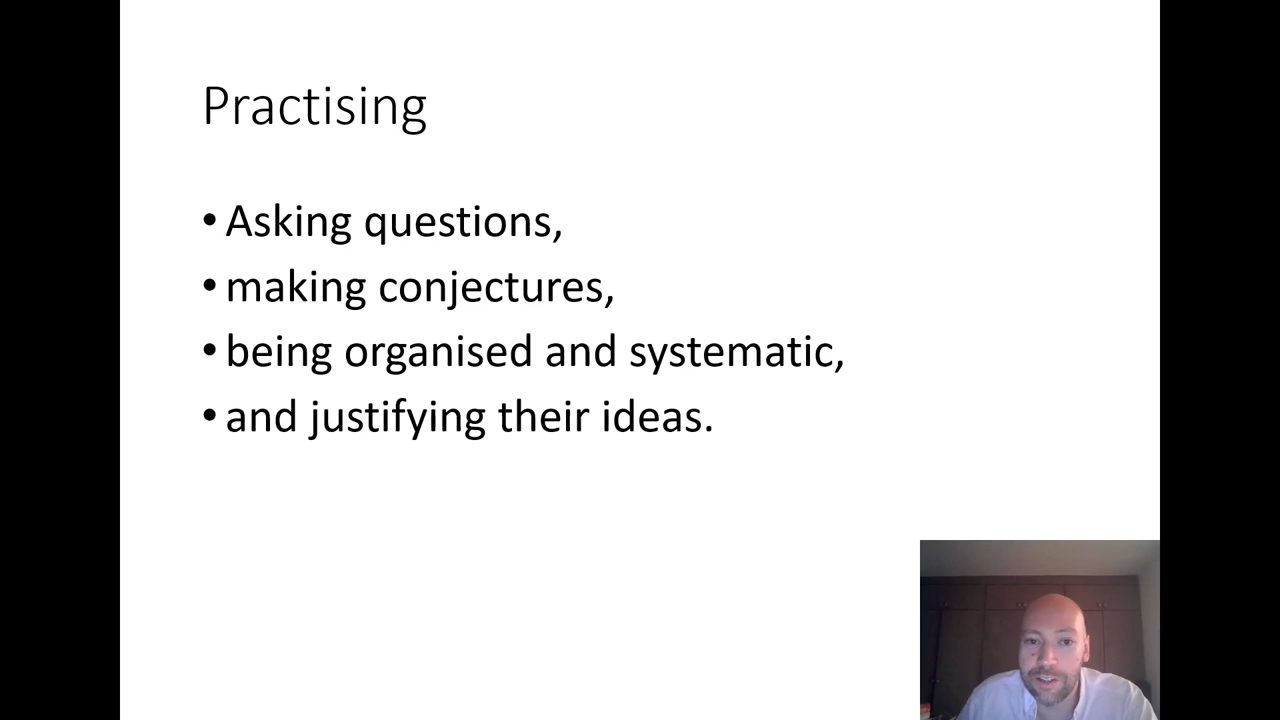 Practising
• Asking questions,
• making conjectures,
• being organised and systematic,
• and justifying their ideas.